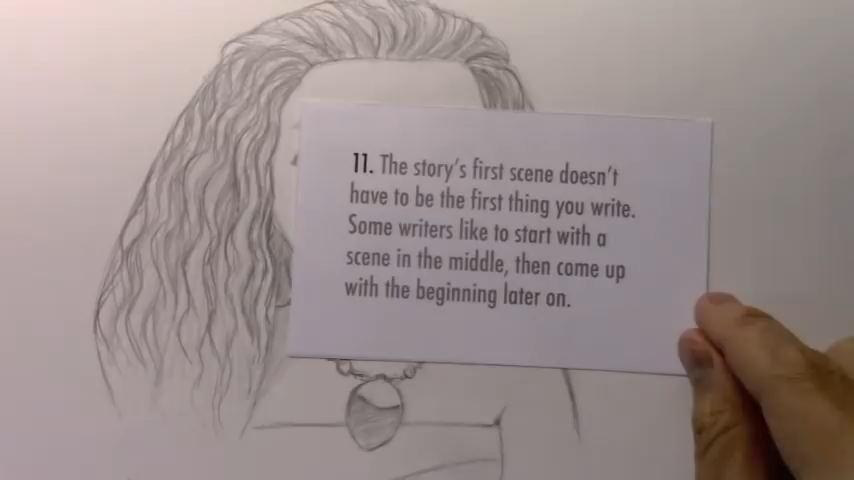 11. The story's first scene doesn't
have to be the first thing you write.
Some writers like to start with a
scene in the middle, then come up
with the beginning later on.